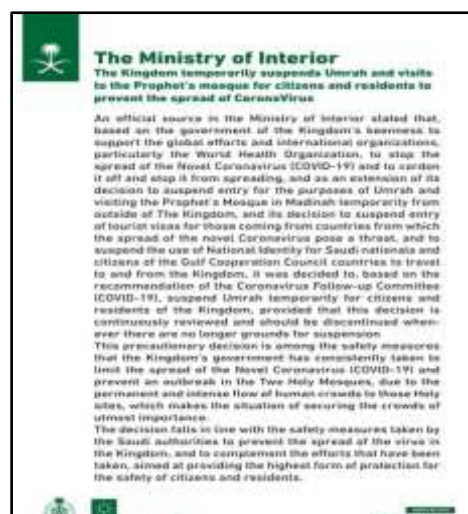 The Ministry of Interior
The Kingdom temporarily suspends Umrah and visits
to the Prophet's mosque for citizens and residents to
prevent the spread of CoronaVirus
An official source in the Ministry of Interior stated that,
based on the government of the Kingdom's keenness to
support the global efforts and international organizations,
particularly the World Health Organization, to stop the
spread of the Novel Coronavirus (COVID-19) and to cordon
it off and stop it from spreading, and as an extension of its
decision to suspend entry for the purposes of Umrah and
visiting the Prophet's Mosque in Madinah temporarily from
outside of The Kingdom, and its decision to suspend entry
of tourist visas for those coming from countries from which
the spread of the novel Coronavirus pose a threat, and to
suspend the use of National Identity for Saudi nationals and
citizens of the Gulf Cooperation Council countries to travel
to and from the Kingdom, it was decided to, based on the
recommendation of the Coronavirus Follow-up Committee
(COVID-19), suspend Umrah temporarily for citizens and
residents of the Kingdom, provided that this decision is
continuously reviewed and should be discontinued when-
ever there are no longer grounds for suspension
This precautionary decision is among the safety measures
that the Kingdom's government has consistently taken to
limit the spread of the Novel Coronavirus (COVID-19) and
prevent an outbreak in the Two Holy Mosques, due to the
permanent and intense flow of human crowds to those Holy
sites, which makes the situation of securing the crowds of
utmost importance.
The decision falls in line with the safety measures taken by
the Saudi authorities to prevent the spread of the virus in
the Kingdom, and to complement the efforts that have been
taken, aimed at providing the highest form of protection for
the safety of citizens and residents.